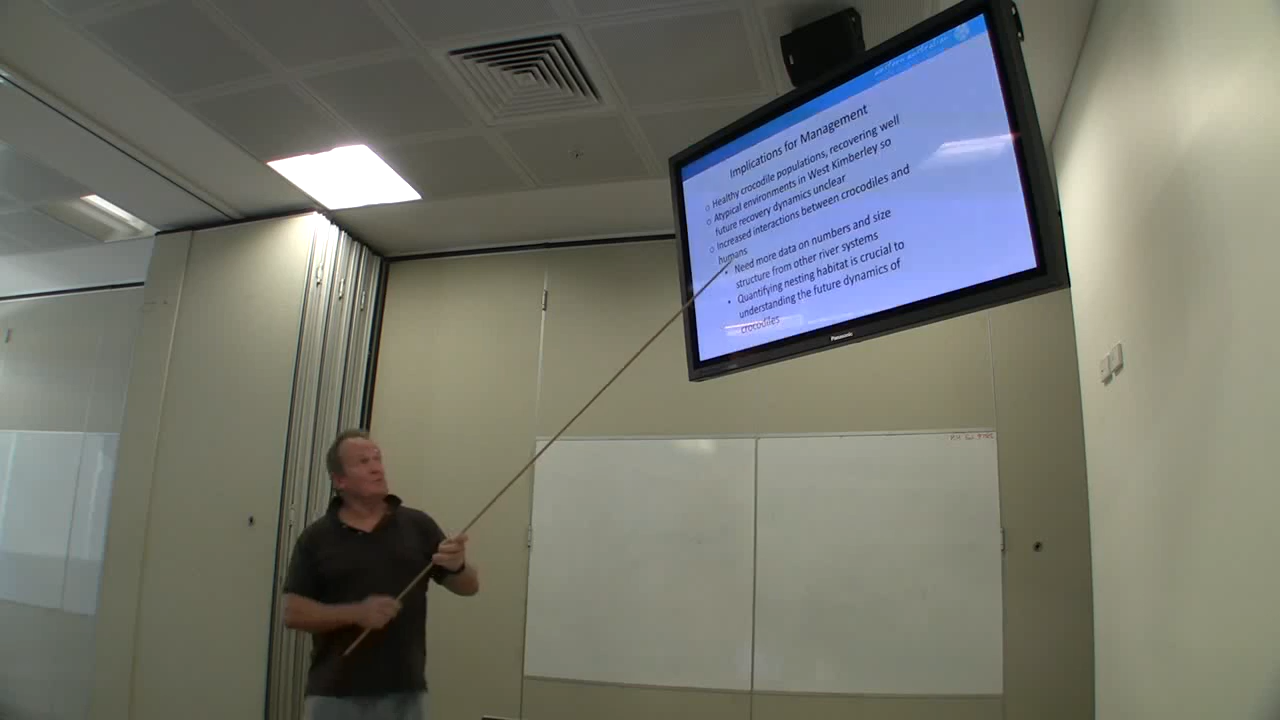 western australian
Implications for Management
○ Healthy crocodile populations, recovering well
○ Atypical environments in West Kimberley so
future recovery dynamics unclear
○ Increased interactions between crocodiles and
humans
• Need more data on numbers and size
structure from other river systems
• Quantifying nesting habitat is crucial to
understanding the future dynamics of
crocodiles
Panasonic